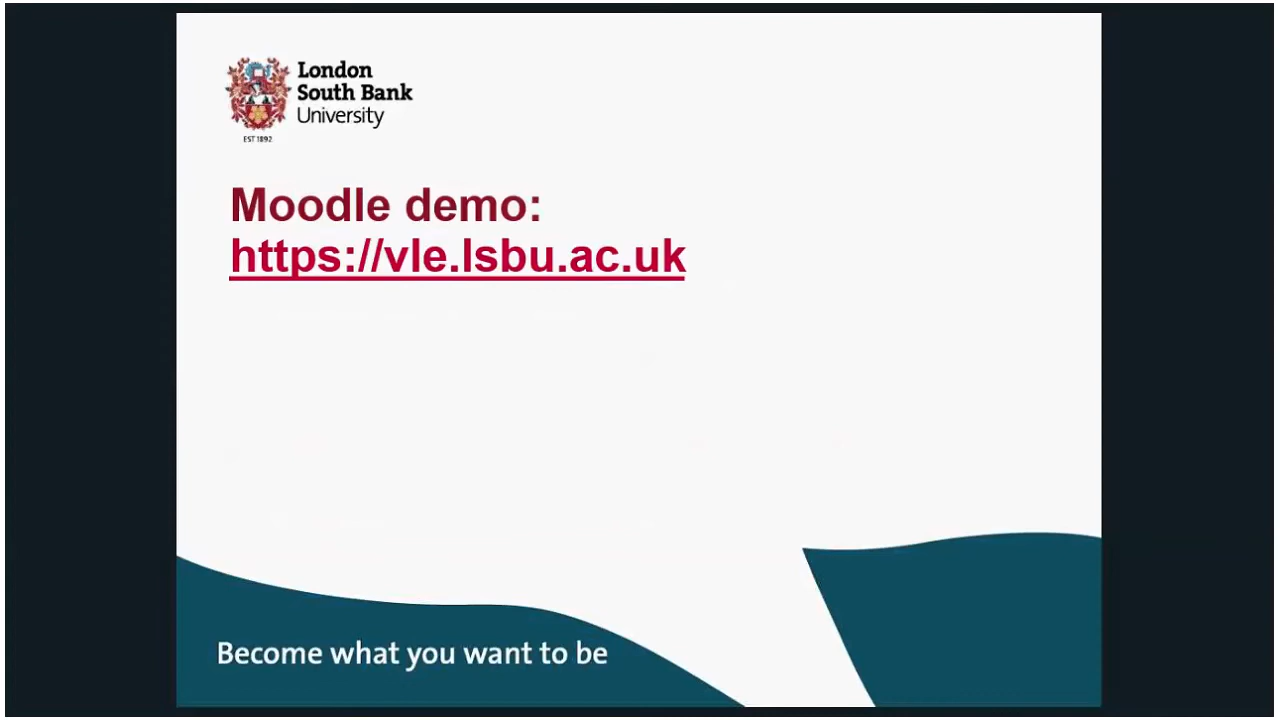 London
South Bank
University
EST 1892
Moodle demo:
https://vle.lsbu.ac.uk
Become what you want to be